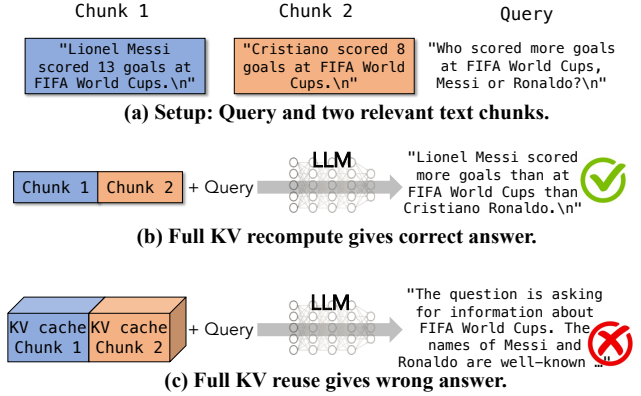 Chunk 1
Chunk 2
Query
"Lionel Messi
scored 13 goals at
FIFA World Cups.\n"
"Cristiano scored 8
goals at FIFA World
Cups.\n"
"Who scored more goals
at FIFA World Cups,
Messi or Ronaldo?\n"
(a) Setup: Query and two relevant text chunks.
Chunk 1
Chunk 2
+ Query
LLM
"Lionel Messi scored
more goals than at
FIFA World Cups than
Cristiano Ronaldo.\n"
(b) Full KV recompute gives correct answer.
KV cache
Chunk 1
KV cache
Chunk 2
+ Query
LLM
"The question is asking
for information about
FIFA World Cups. The
names of Messi and
Ronaldo are well-known …"
(c) Full KV reuse gives wrong answer.